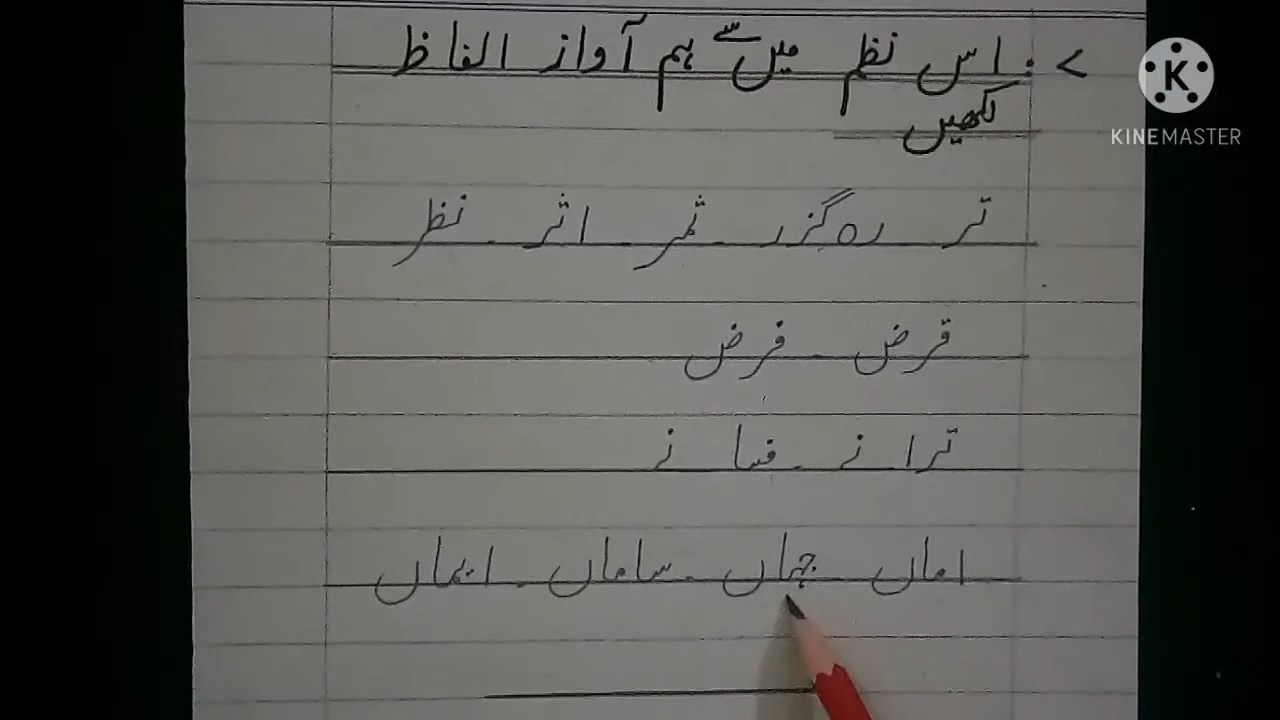 > : اس نظم میں سے ہم آواز الفاظ
لکھیں
تر رہ گزر ۔ ثمر ۔ اثر ۔ نظر
قرض ۔ فرض
ترانہ ۔ فسانہ
اماں جہاں ۔ ساماں ۔ ایماں
K
KINEMASTER